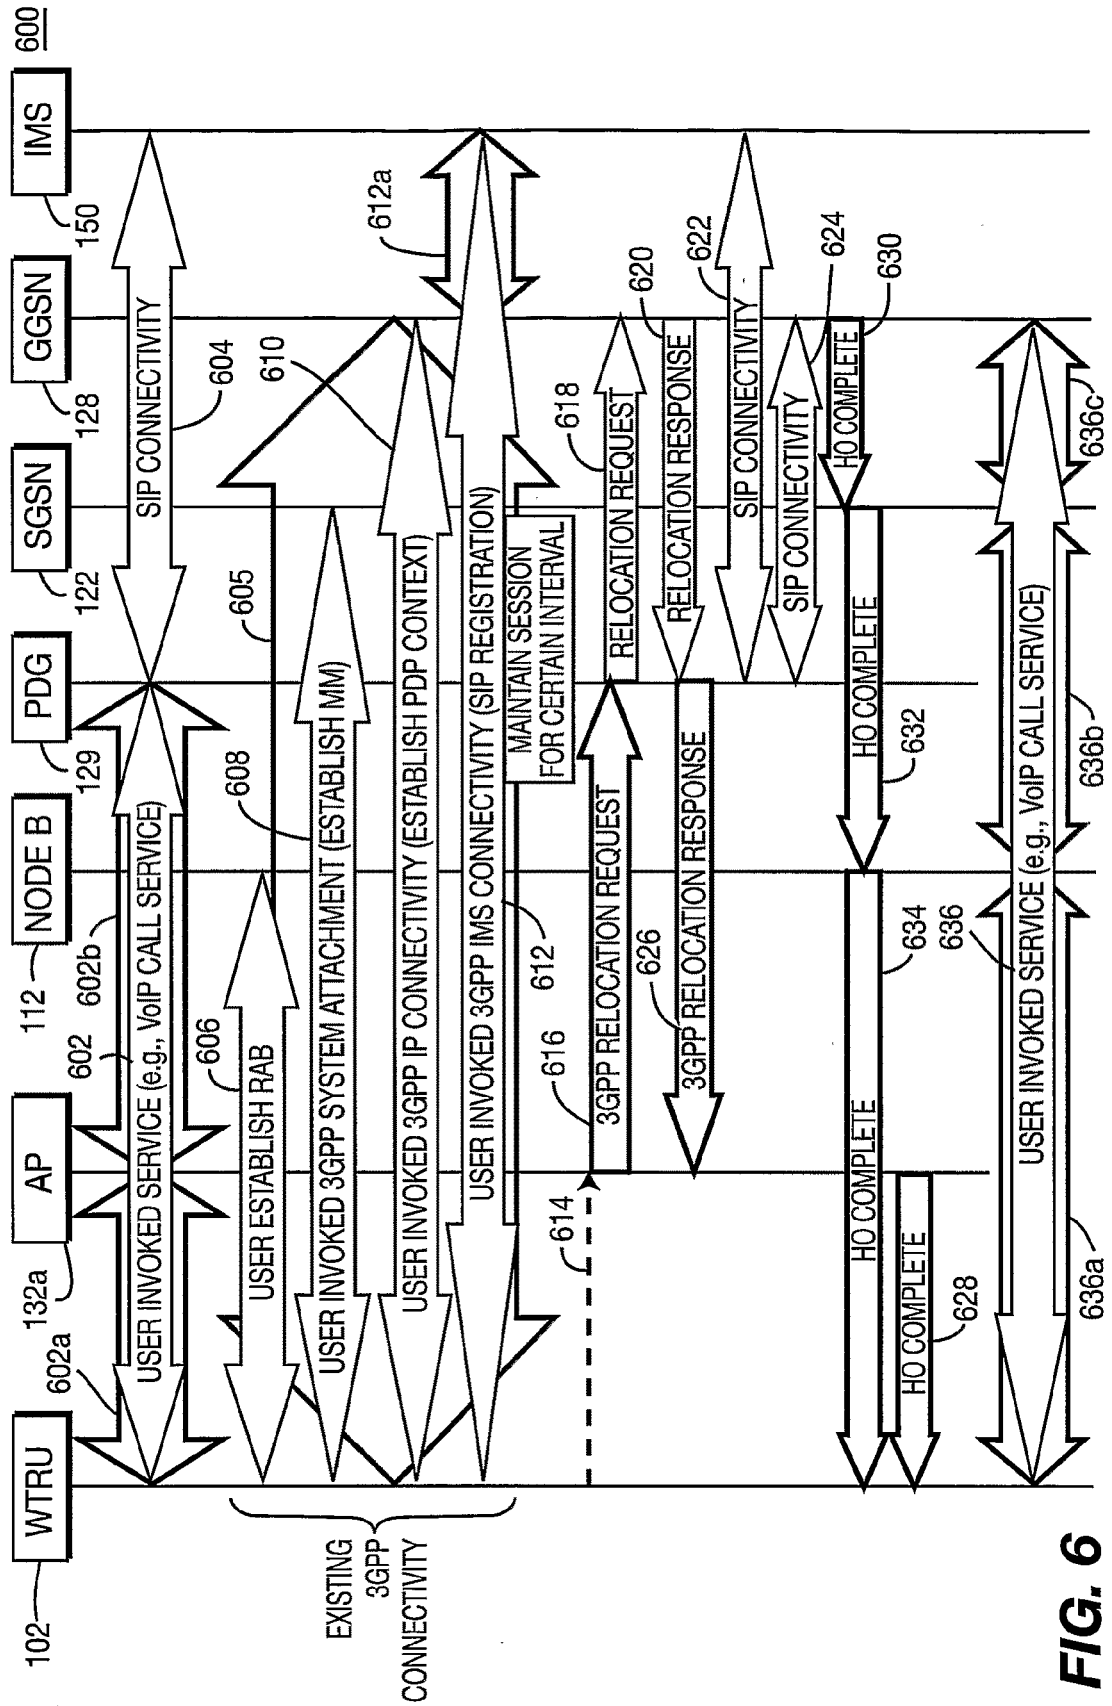 600
WTRU
AP
NODE B
PDG
SGSN
GGSN
IMS
102
132a
112
129
122
128
150
602a
602
602b
USER INVOKED SERVICE (e.g., VoIP CALL SERVICE)
SIP CONNECTIVITY
604
606
USER ESTABLISH RAB
605
608
USER INVOKED 3GPP SYSTEM ATTACHMENT (ESTABLISH MM)
610
USER INVOKED 3GPP IP CONNECTIVITY (ESTABLISH PDP CONTEXT)
612a
USER INVOKED 3GPP IMS CONNECTIVITY (SIP REGISTRATION)
612
EXISTING
3GPP
CONNECTIVITY
MAINTAIN SESSION
FOR CERTAIN INTERVAL
614
616
3GPP RELOCATION REQUEST
618
RELOCATION REQUEST
620
RELOCATION RESPONSE
626
3GPP RELOCATION RESPONSE
622
SIP CONNECTIVITY
624
SIP CONNECTIVITY
630
HO COMPLETE
HO COMPLETE
632
HO COMPLETE
634
HO COMPLETE
628
636
USER INVOKED SERVICE (e.g., VoIP CALL SERVICE)
636a
636b
636c
FIG. 6